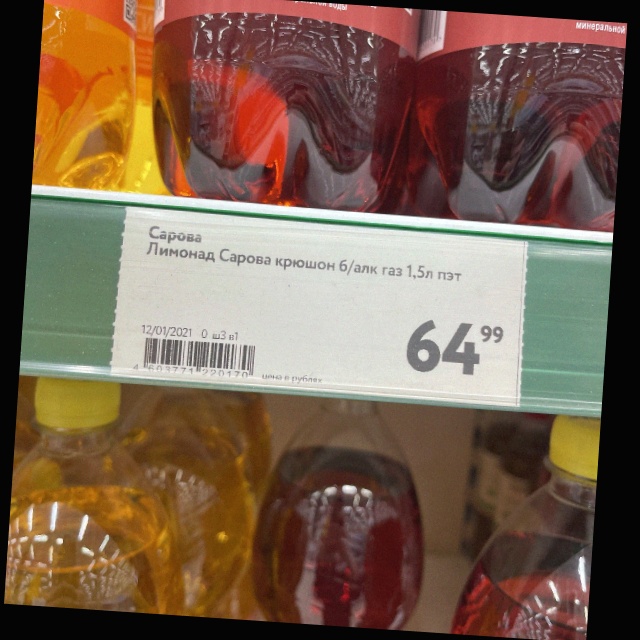 воды
минеральной
Сарова
Лимонад Сарова крюшон б/алк газ 1,5л пэт
12/01/2021 0 ш3 в1
64 99
4 603771 220170
цена в рублях